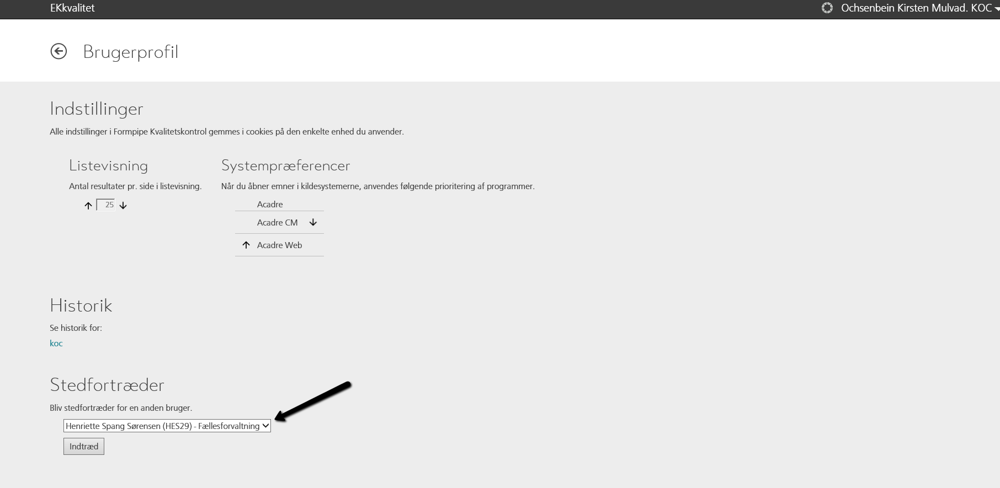 EKkvalitet
Ochsenbein Kirsten Mulvad. KOC
Brugerprofil
Indstillinger
Alle indstillinger i Formpipe Kvalitetskontrol gemmes i cookies på den enkelte enhed du anvender.
Listevisning
Antal resultater pr. side i listevisning.
25
Systempræferencer
Når du åbner emner i kildesystemerne, anvendes følgende prioritering af programmer.
Acadre
Acadre CM
Acadre Web
Historik
Se historik for:
koc
Stedfortræder
Bliv stedfortræder for en anden bruger.
Henriette Spang Sørensen (HES29) - Fællesforvaltning
Indtræd